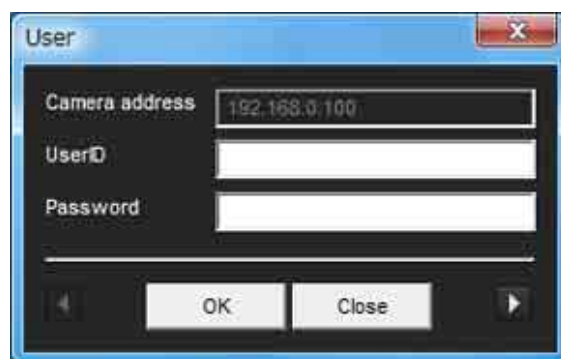 User
Camera address 192.168.0.100
UserID
Password
OK Close